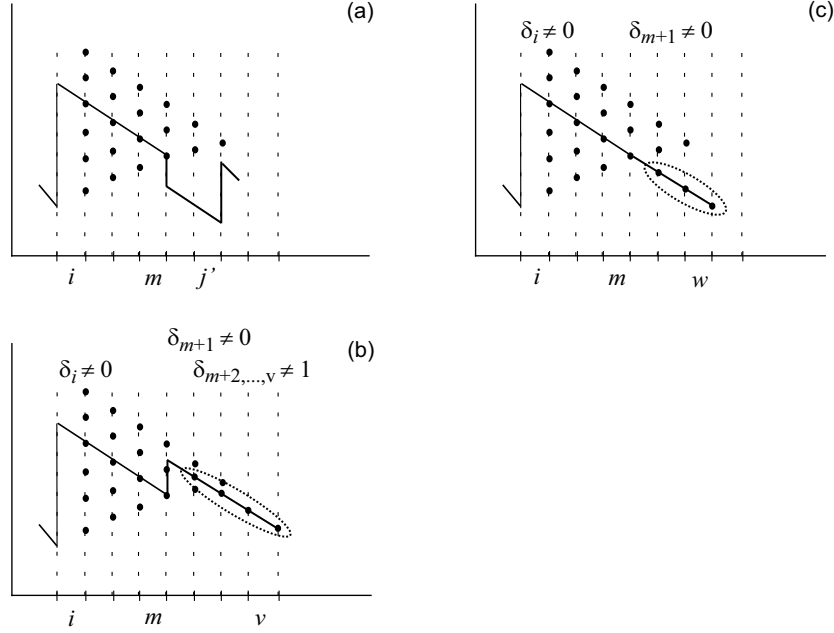 (a)
i m j’
(c)
δi ≠ 0 δm+1 ≠ 0
i m w
(b)
δm+1 ≠ 0
δi ≠ 0 δm+2,...,v ≠ 1
i m v